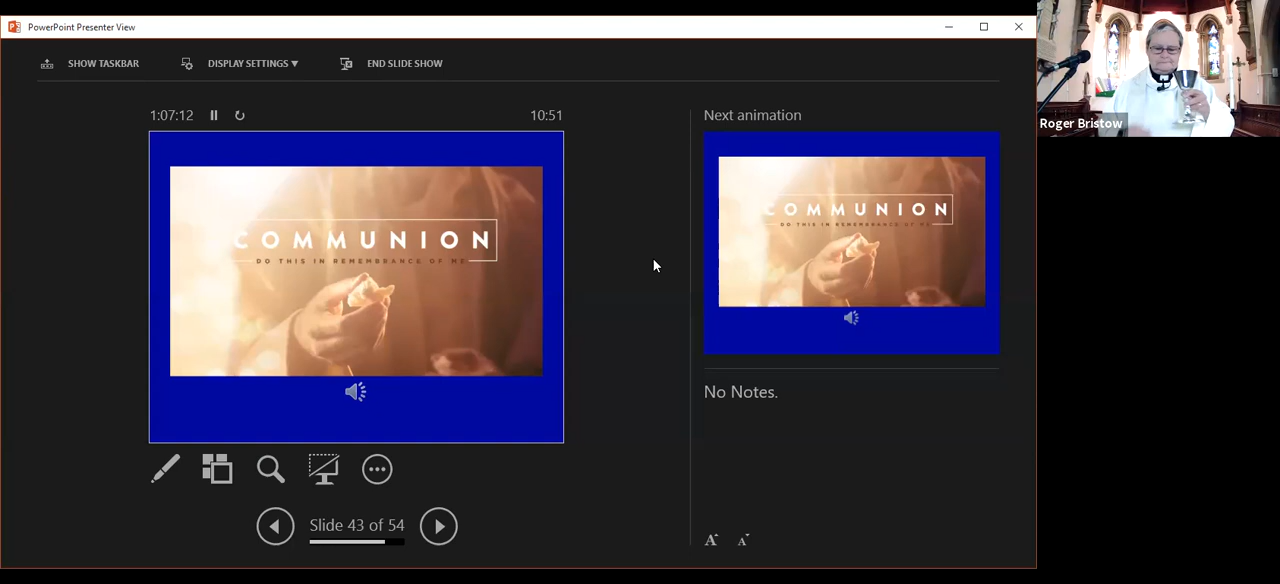 PowerPoint Presenter View
SHOW TASKBAR
DISPLAY SETTINGS ▼
END SLIDE SHOW
1:07:12
10:51
COMMUNION
DO THIS IN REMEMBRANCE OF ME
Next animation
COMMUNION
DO THIS IN REMEMBRANCE OF ME
No Notes.
Slide 43 of 54
A A
Roger Bristow